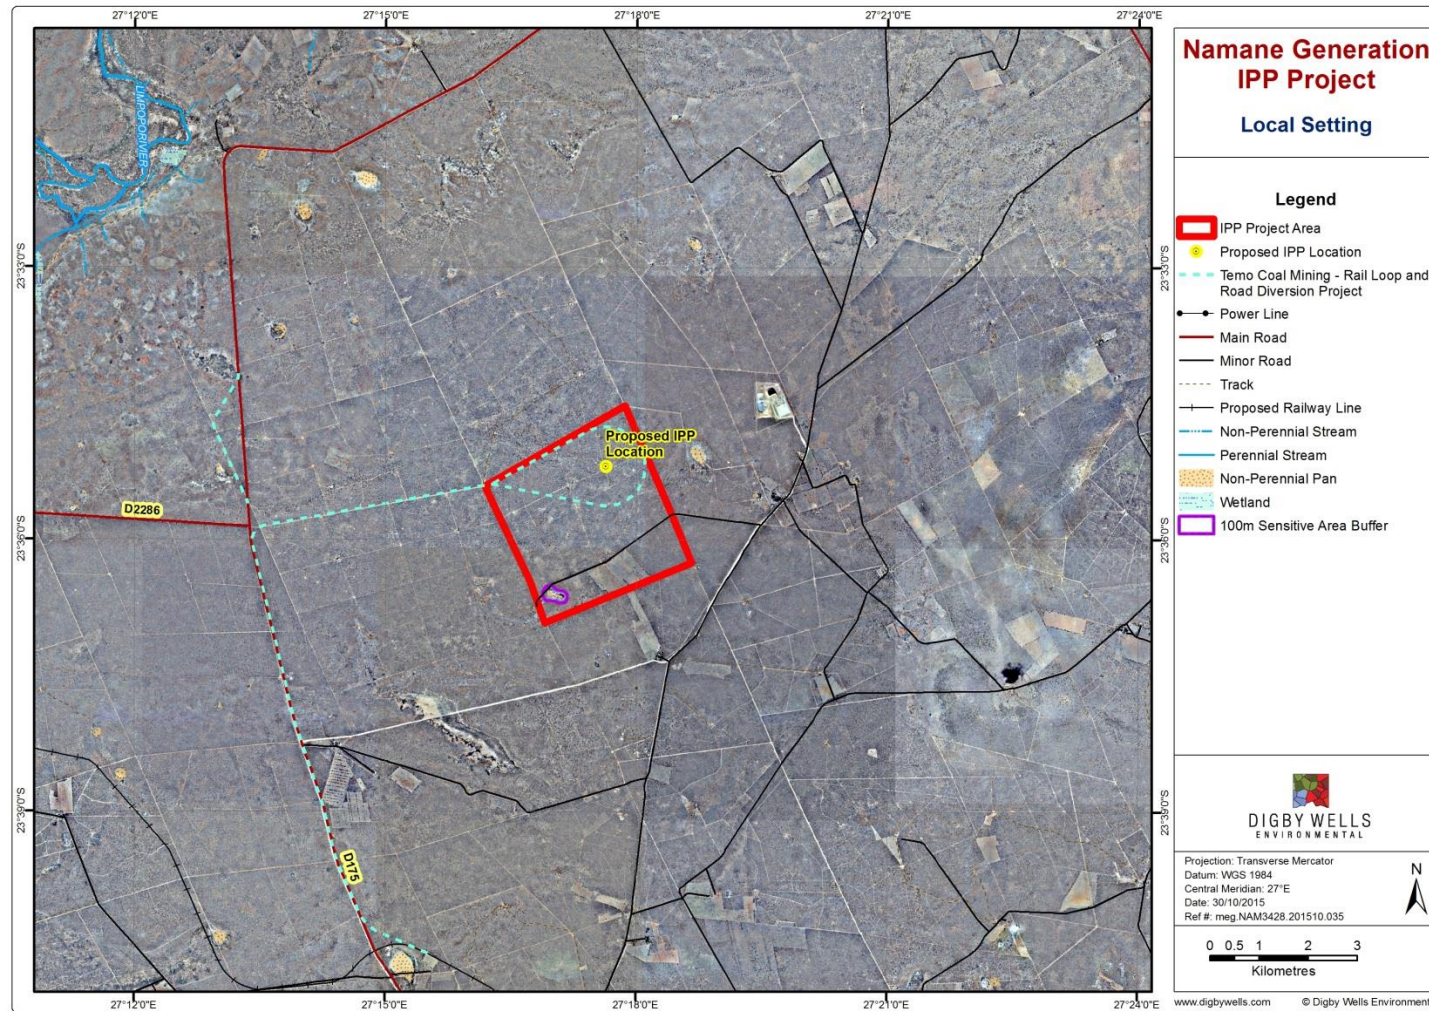 27°12'0"E
27°15'0"E
27°18'0"E
27°21'0"E
27°24'0"E
Namane Generation
IPP Project
Local Setting
Legend
IPP Project Area
Proposed IPP Location
Temo Coal Mining - Rail Loop and
Road Diversion Project
Power Line
Main Road
Minor Road
Track
Proposed Railway Line
Non-Perennial Stream
Perennial Stream
Non-Perennial Pan
Wetland
100m Sensitive Area Buffer
LIMPOPORIVIER
23°33'0"S
23°33'0"S
Proposed IPP
Location
D2286
23°36'0"S
23°36'0"S
23°39'0"S
23°39'0"S
D175
DIGBY WELLS
ENVIRONMENTAL
Projection: Transverse Mercator
Datum: WGS 1984
Central Meridian: 27°E
Date: 30/10/2015
Ref #: meg.NAM3428.201510.035
N
0 0.5 1 2 3
Kilometres
27°12'0"E
27°15'0"E
27°18'0"E
27°21'0"E
27°24'0"E
www.digbywells.com
© Digby Wells Environment